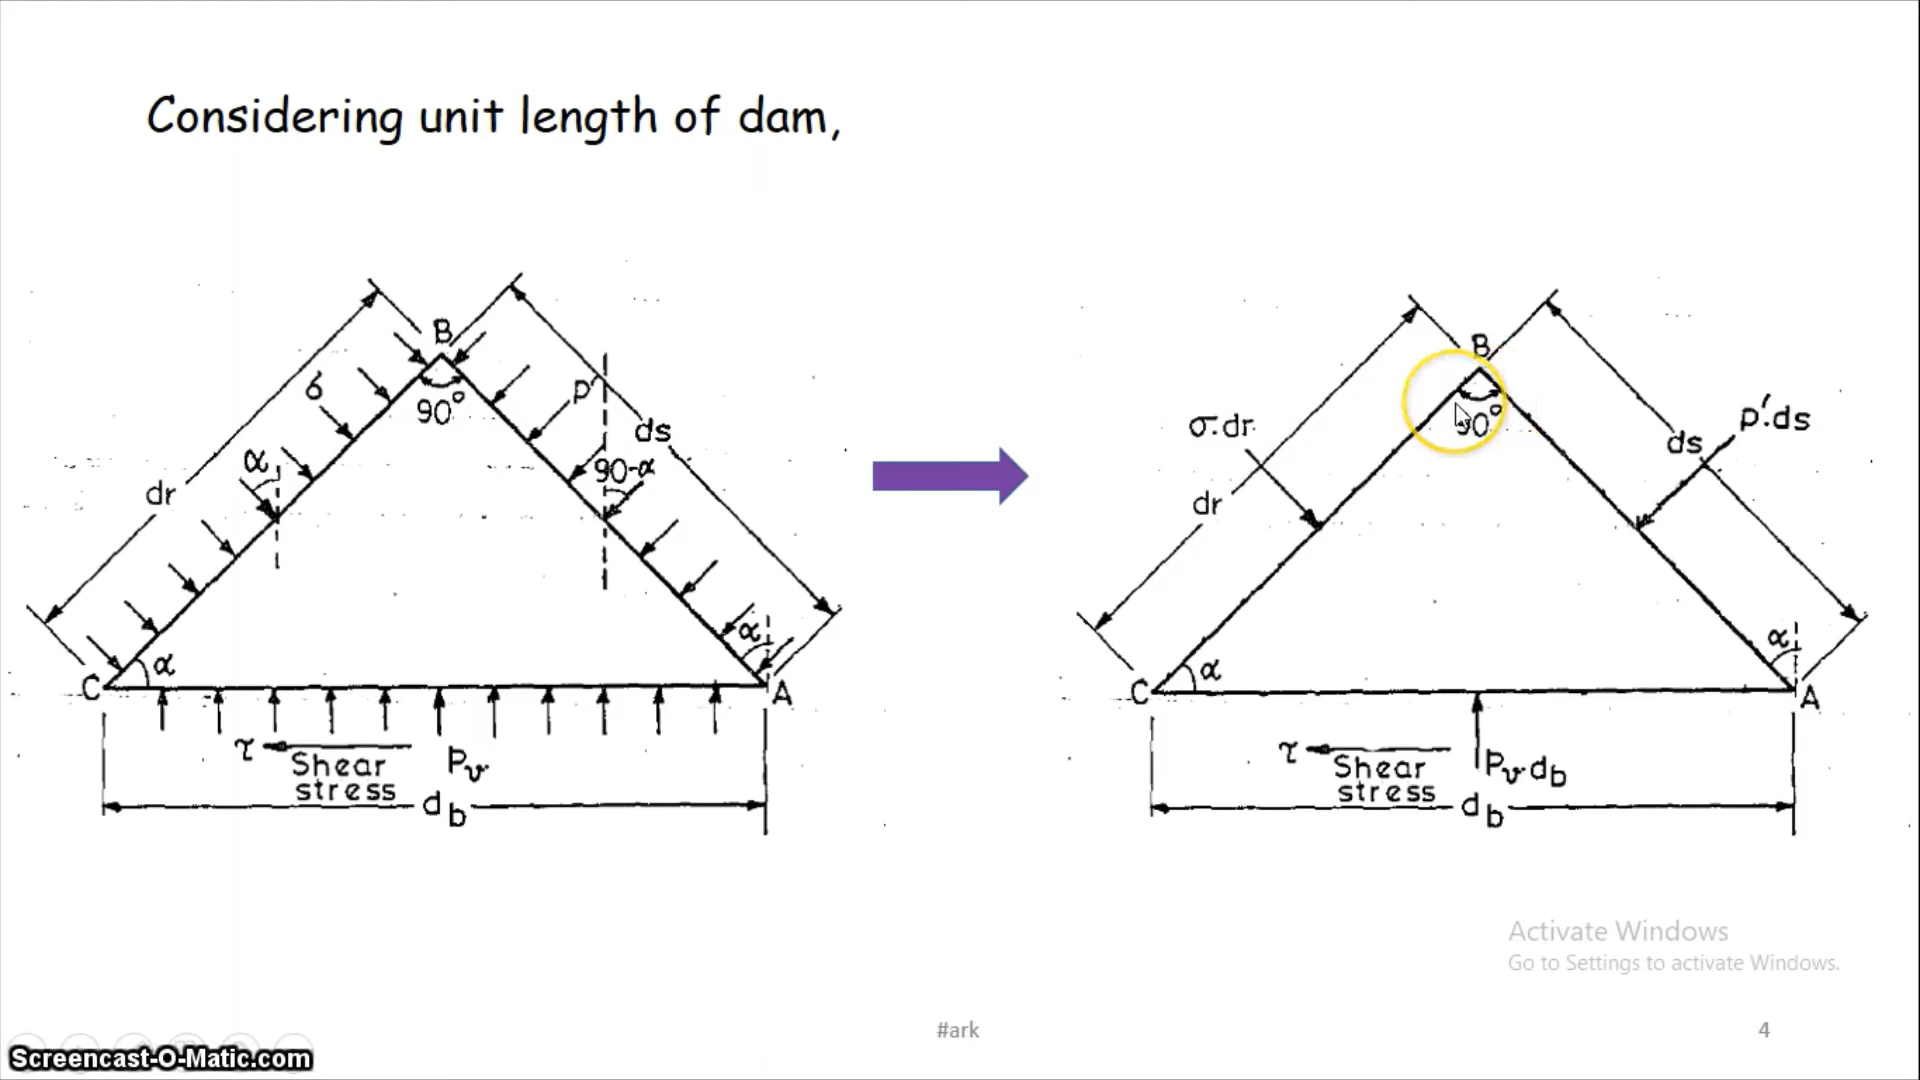 Considering unit length of dam,
B
σ
90°
p'
ds
α
90-α
dr
α
C
α
A
τ
Shear
stress
Pv
db
B
σ.dr
90°
p'.ds
ds
dr
α
C
α
A
τ
Shear
stress
Pv db
db
Activate Windows
Go to Settings to activate Windows.
#ark
4
Screencast-O-Matic.com